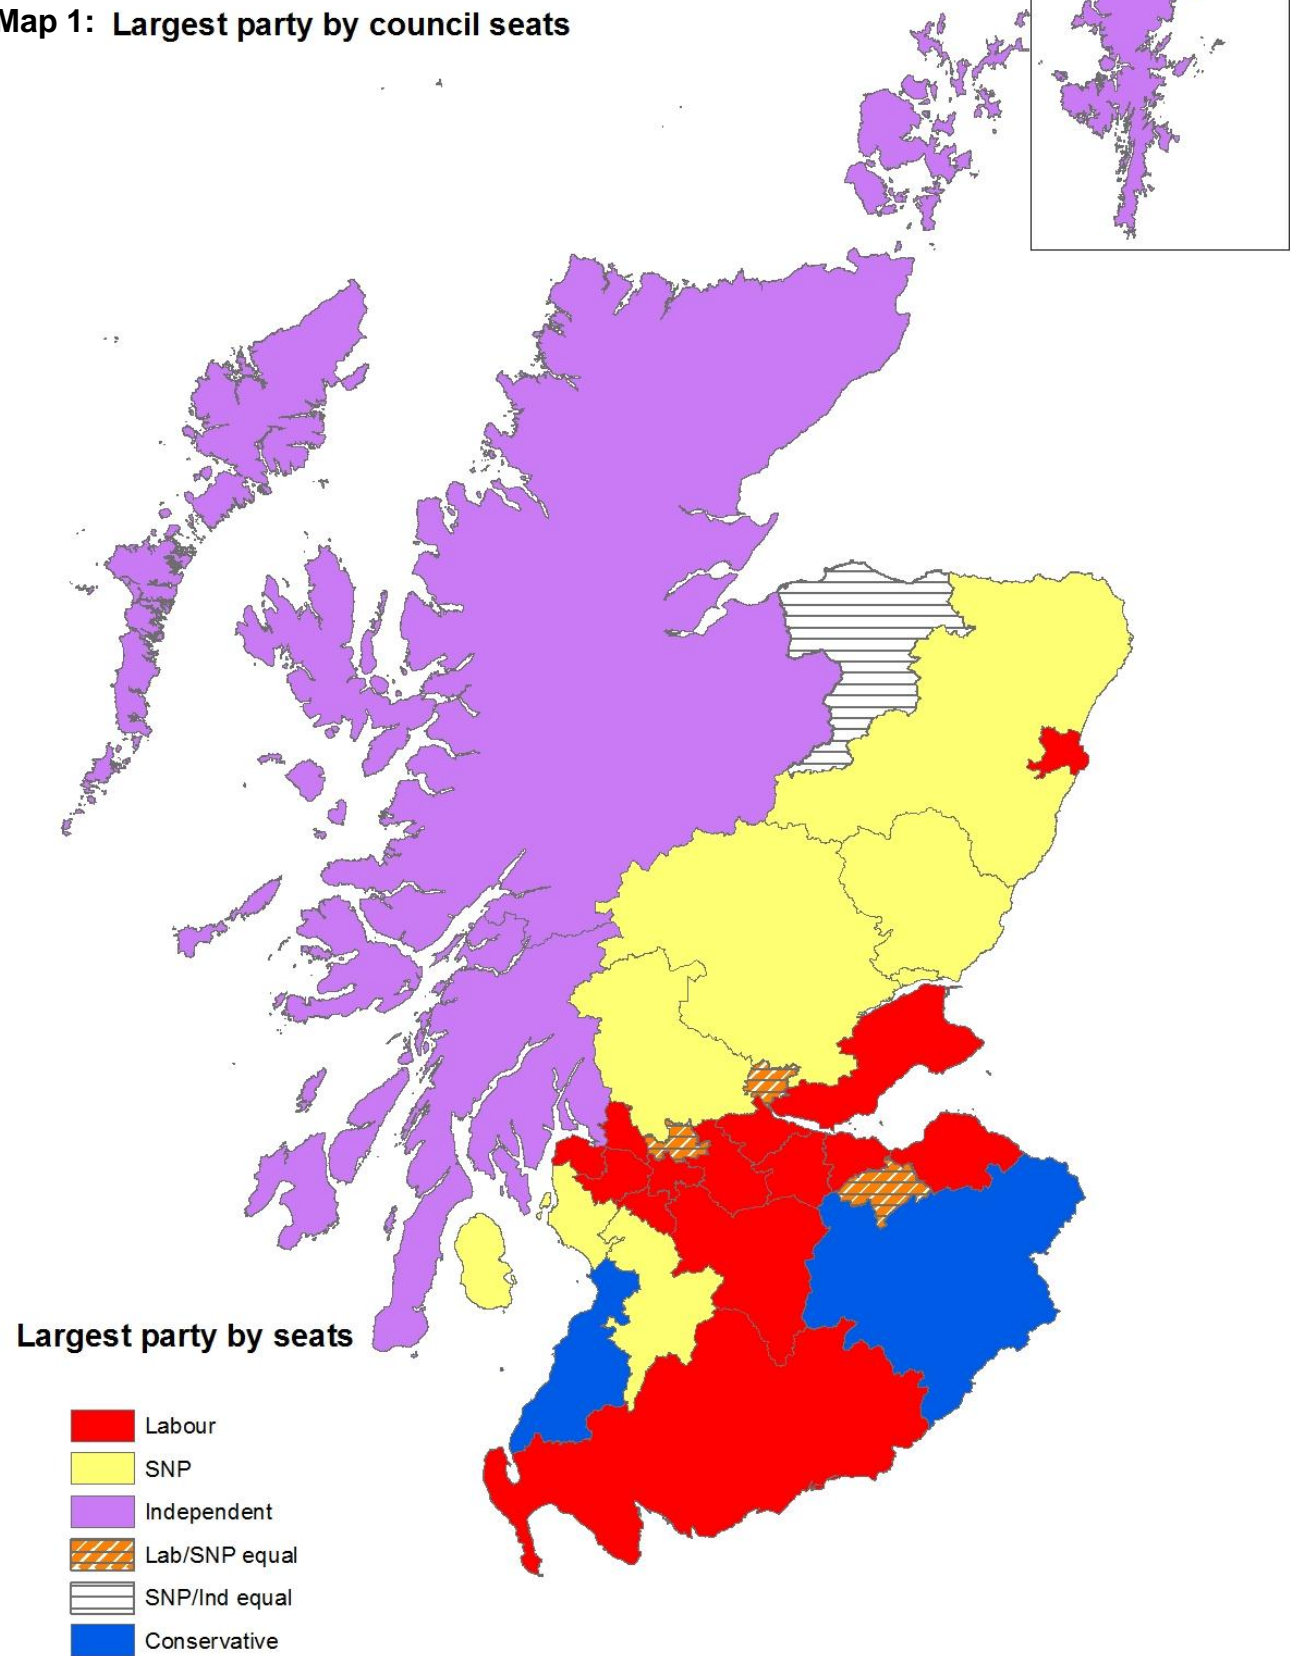 Map 1: Largest party by council seats
Largest party by seats
Labour
SNP
Independent
Lab/SNP equal
SNP/Ind equal
Conservative